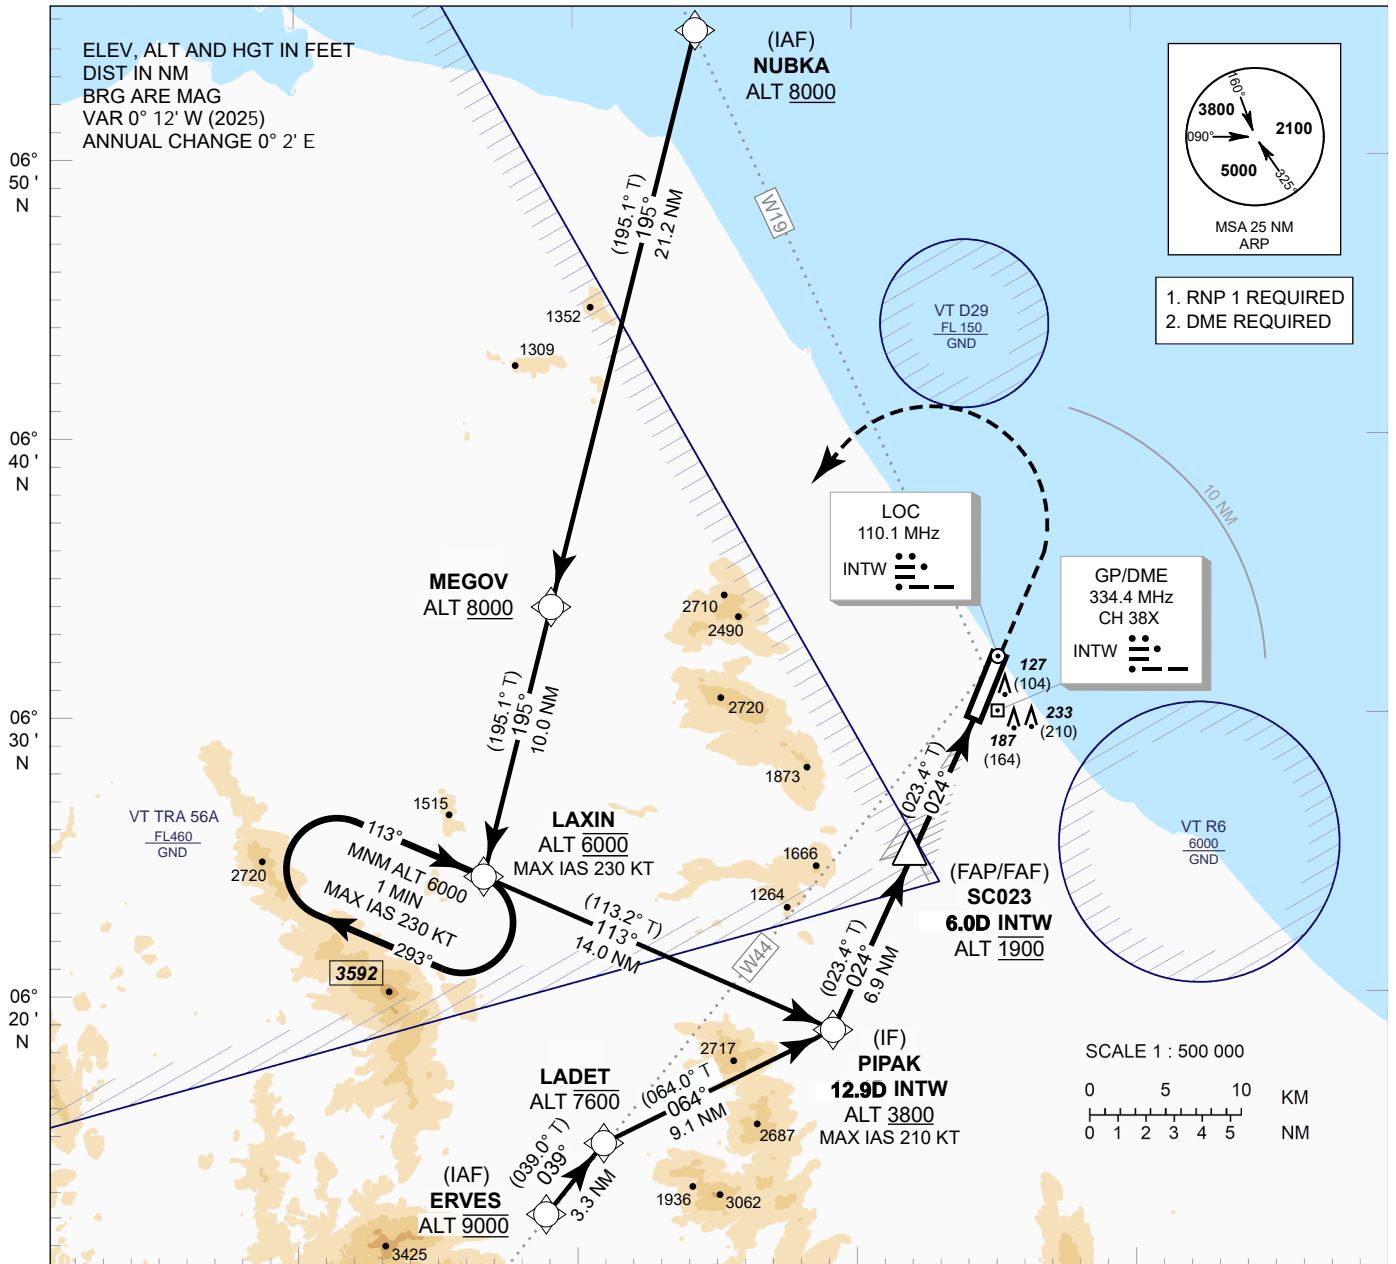 ELEV, ALT AND HGT IN FEET
DIST IN NM
BRG ARE MAG
VAR 0° 12' W (2025)
ANNUAL CHANGE 0° 2' E
(IAF)
NUBKA
ALT 8000
160°
3800
2100
090°
5000
325°
MSA 25 NM
ARP
1. RNP 1 REQUIRED
2. DME REQUIRED
06°
50 '
N
06°
40 '
N
06°
30 '
N
06°
20 '
N
(195.1° T)
195°
21.2 NM
W19
VT D29
FL 150
GND
1352
1309
10 NM
LOC
110.1 MHz
INTW
GP/DME
334.4 MHz
CH 38X
INTW
MEGOV
ALT 8000
2710
2490
127
(104)
233
(210)
187
(164)
2720
1873
(195.1° T)
195°
10.0 NM
(023.4° T)
024°
VT TRA 56A
FL460
GND
1515
LAXIN
ALT 6000
MAX IAS 230 KT
VT R6
6000
GND
2720
113°
MNM ALT 6000
1 MIN
MAX IAS 230 KT
293°
1666
1264
(FAP/FAF)
SC023
6.0D INTW
ALT 1900
(113.2° T)
113°
14.0 NM
W44
(023.4° T)
024°
6.9 NM
3592
2717
(IF)
PIPAK
12.9D INTW
ALT 3800
MAX IAS 210 KT
SCALE 1 : 500 000
0 5 10 KM
0 1 2 3 4 5 NM
LADET
ALT 7600
(064.0° T
064°
9.1 NM
2687
(039.0° T)
039°
3.3 NM
(IAF)
ERVES
ALT 9000
1936
3062
3425